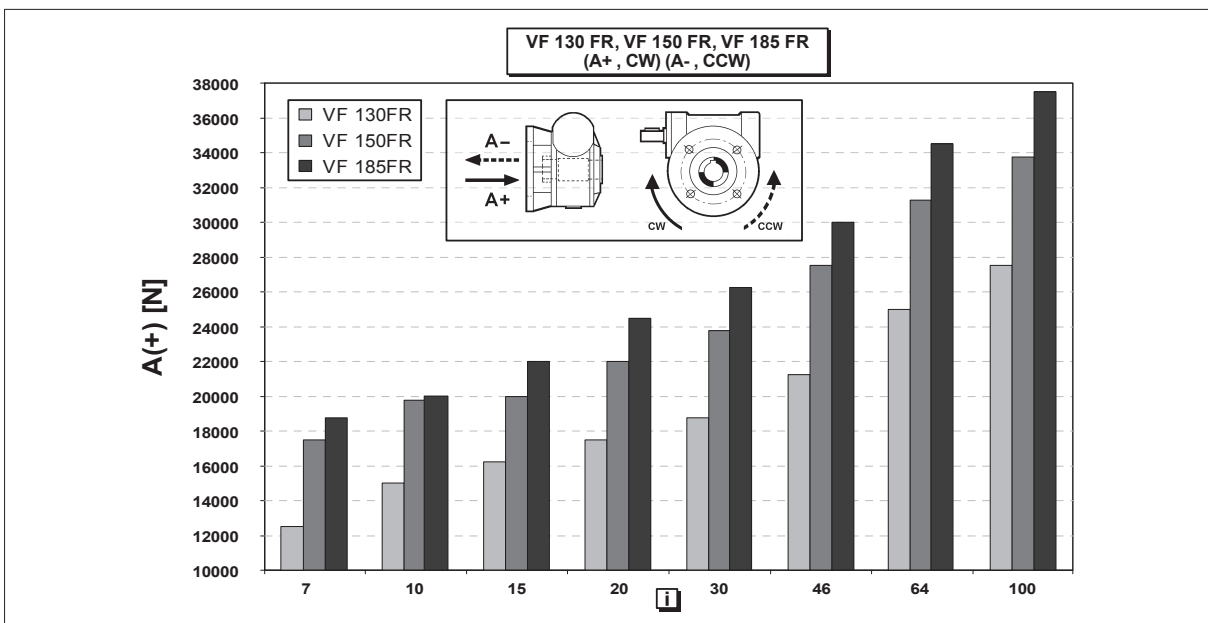 VF 130 FR, VF 150 FR, VF 185 FR
(A+ , CW) (A- , CCW)
38000
36000
34000
32000
30000
28000
26000
24000
22000
20000
18000
16000
14000
12000
10000
A(+) [N]
VF 130FR
VF 150FR
VF 185FR
A–
A+
CW
CCW
7 10 15 20 30 46 64 100
i